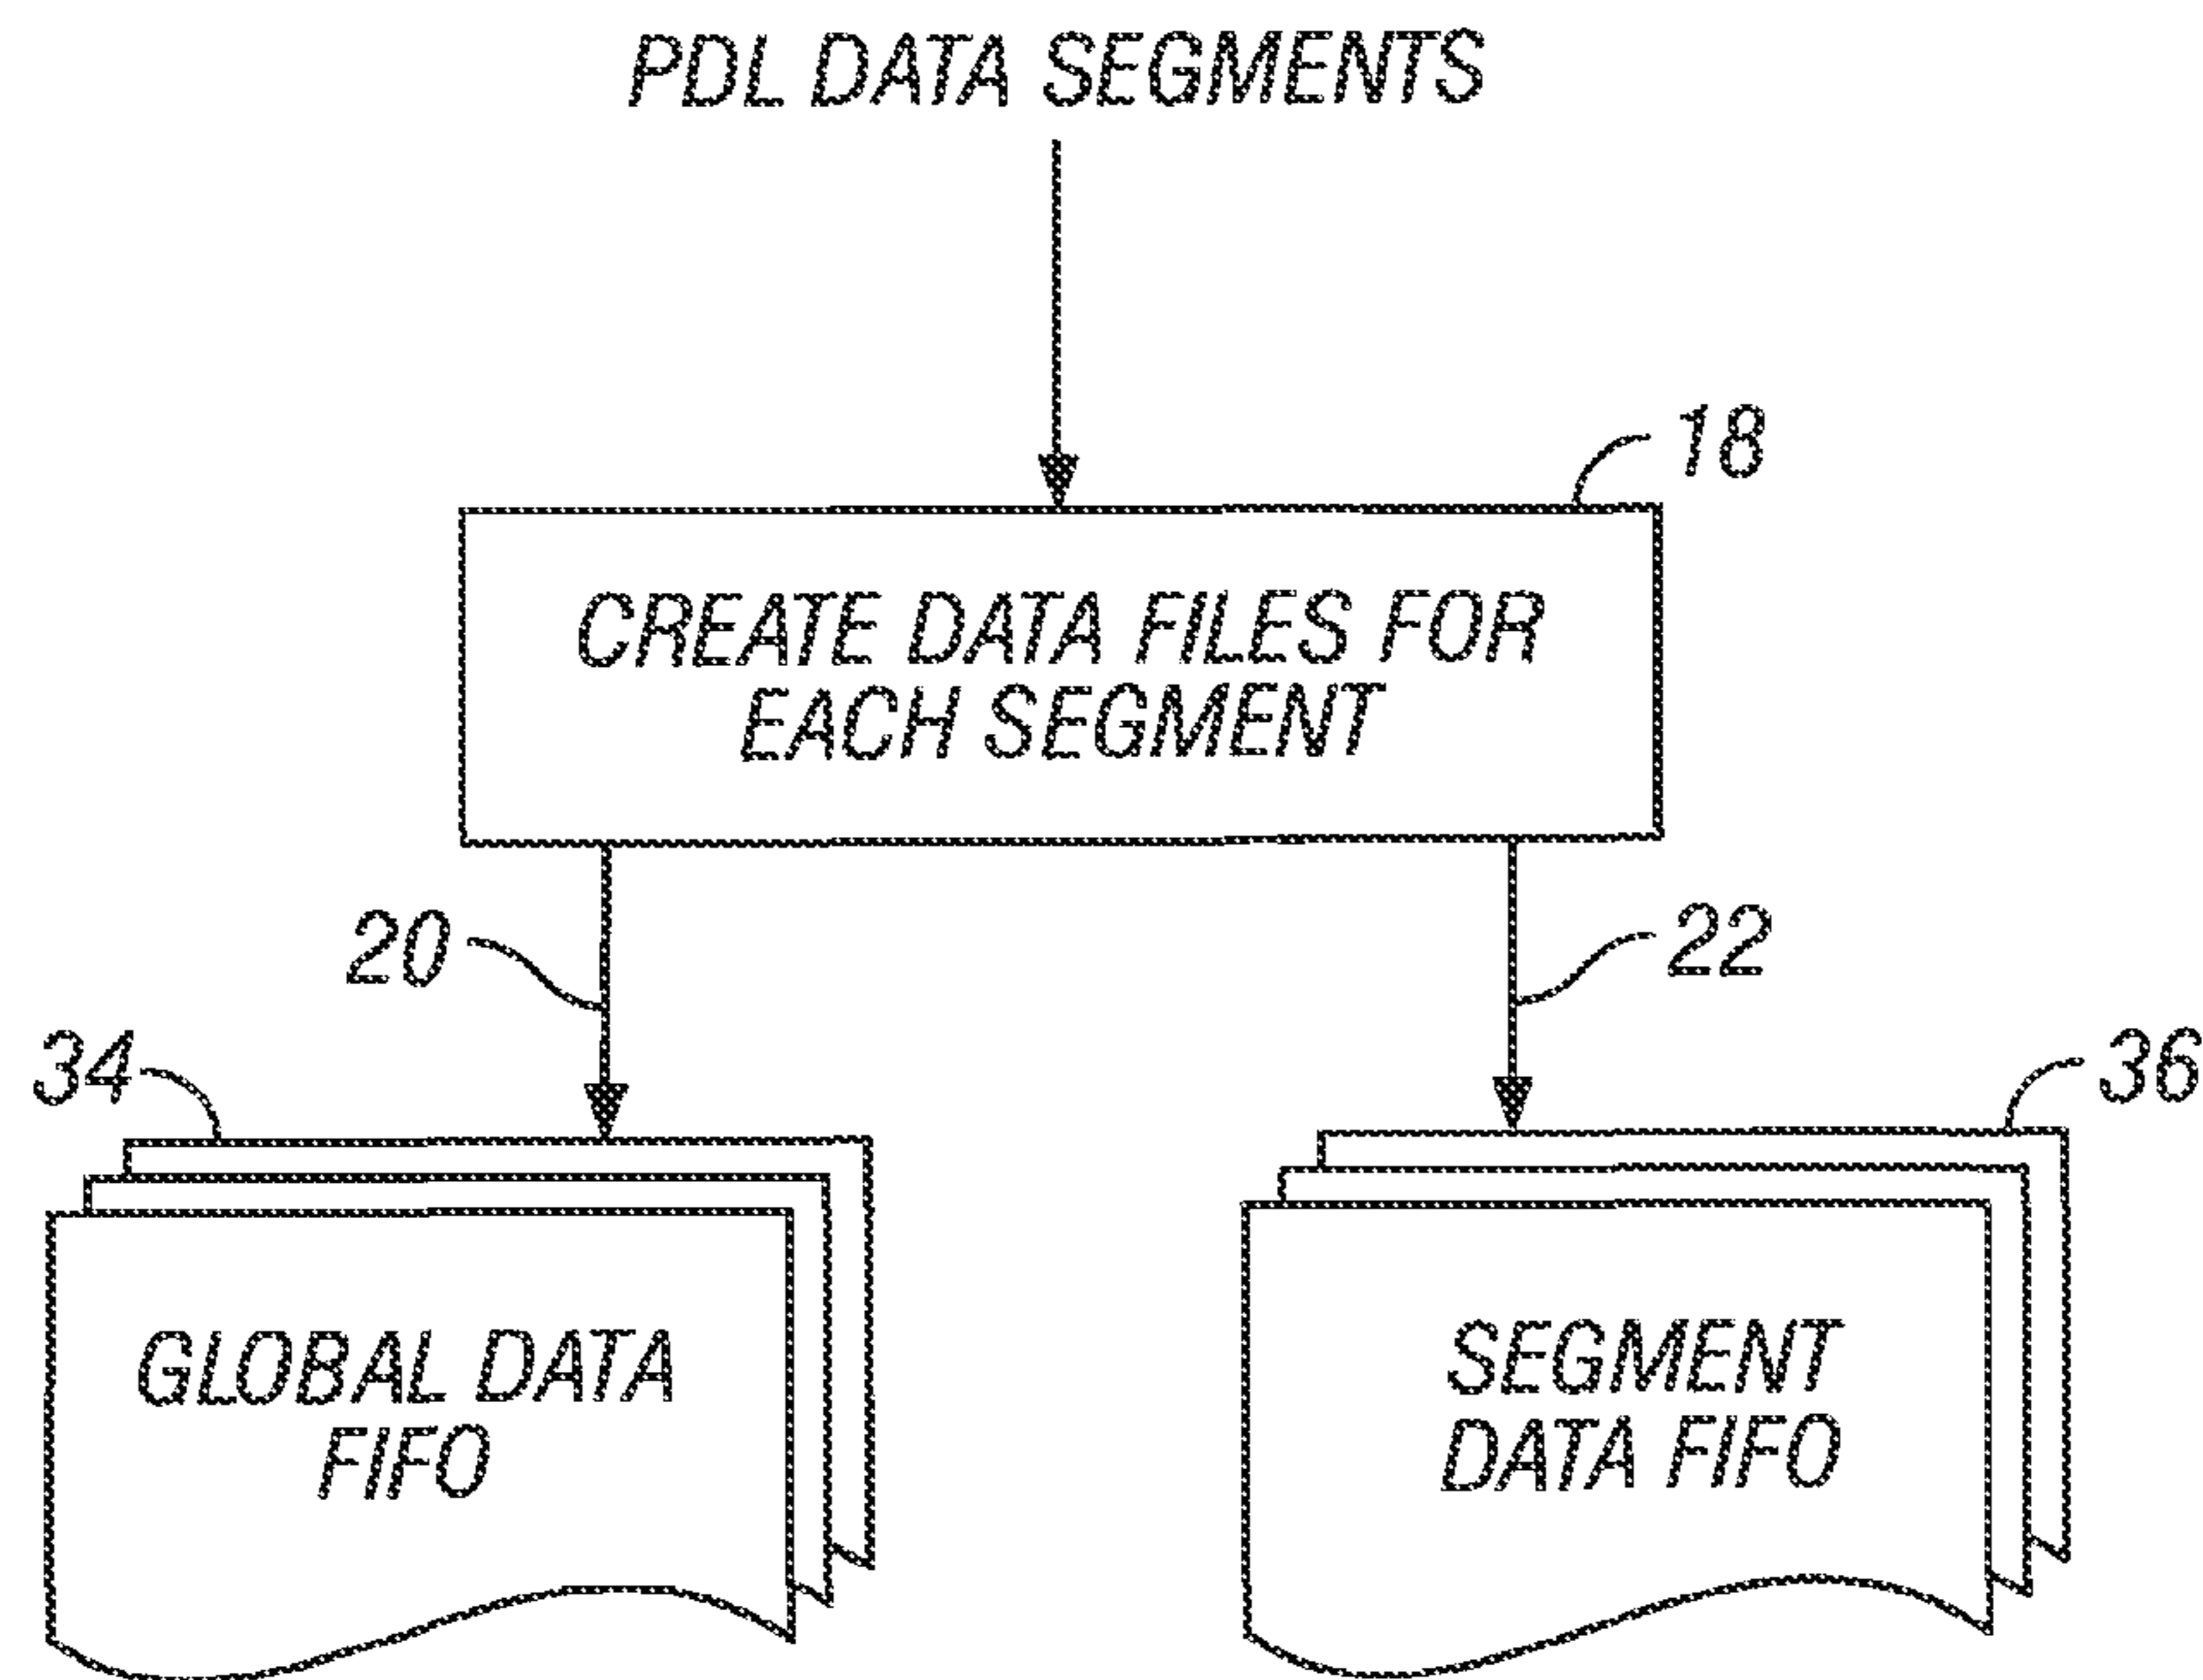 PDL DATA SEGMENTS
18
CREATE DATA FILES FOR
EACH SEGMENT
20
22
34
36
GLOBAL DATA
FIFO
SEGMENT
DATA FIFO